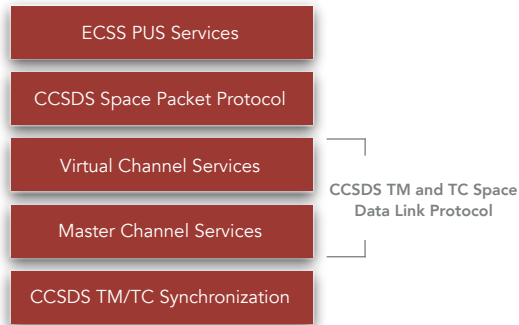 ECSS PUS Services
CCSDS Space Packet Protocol
Virtual Channel Services
CCSDS TM and TC Space
Data Link Protocol
Master Channel Services
CCSDS TM/TC Synchronization